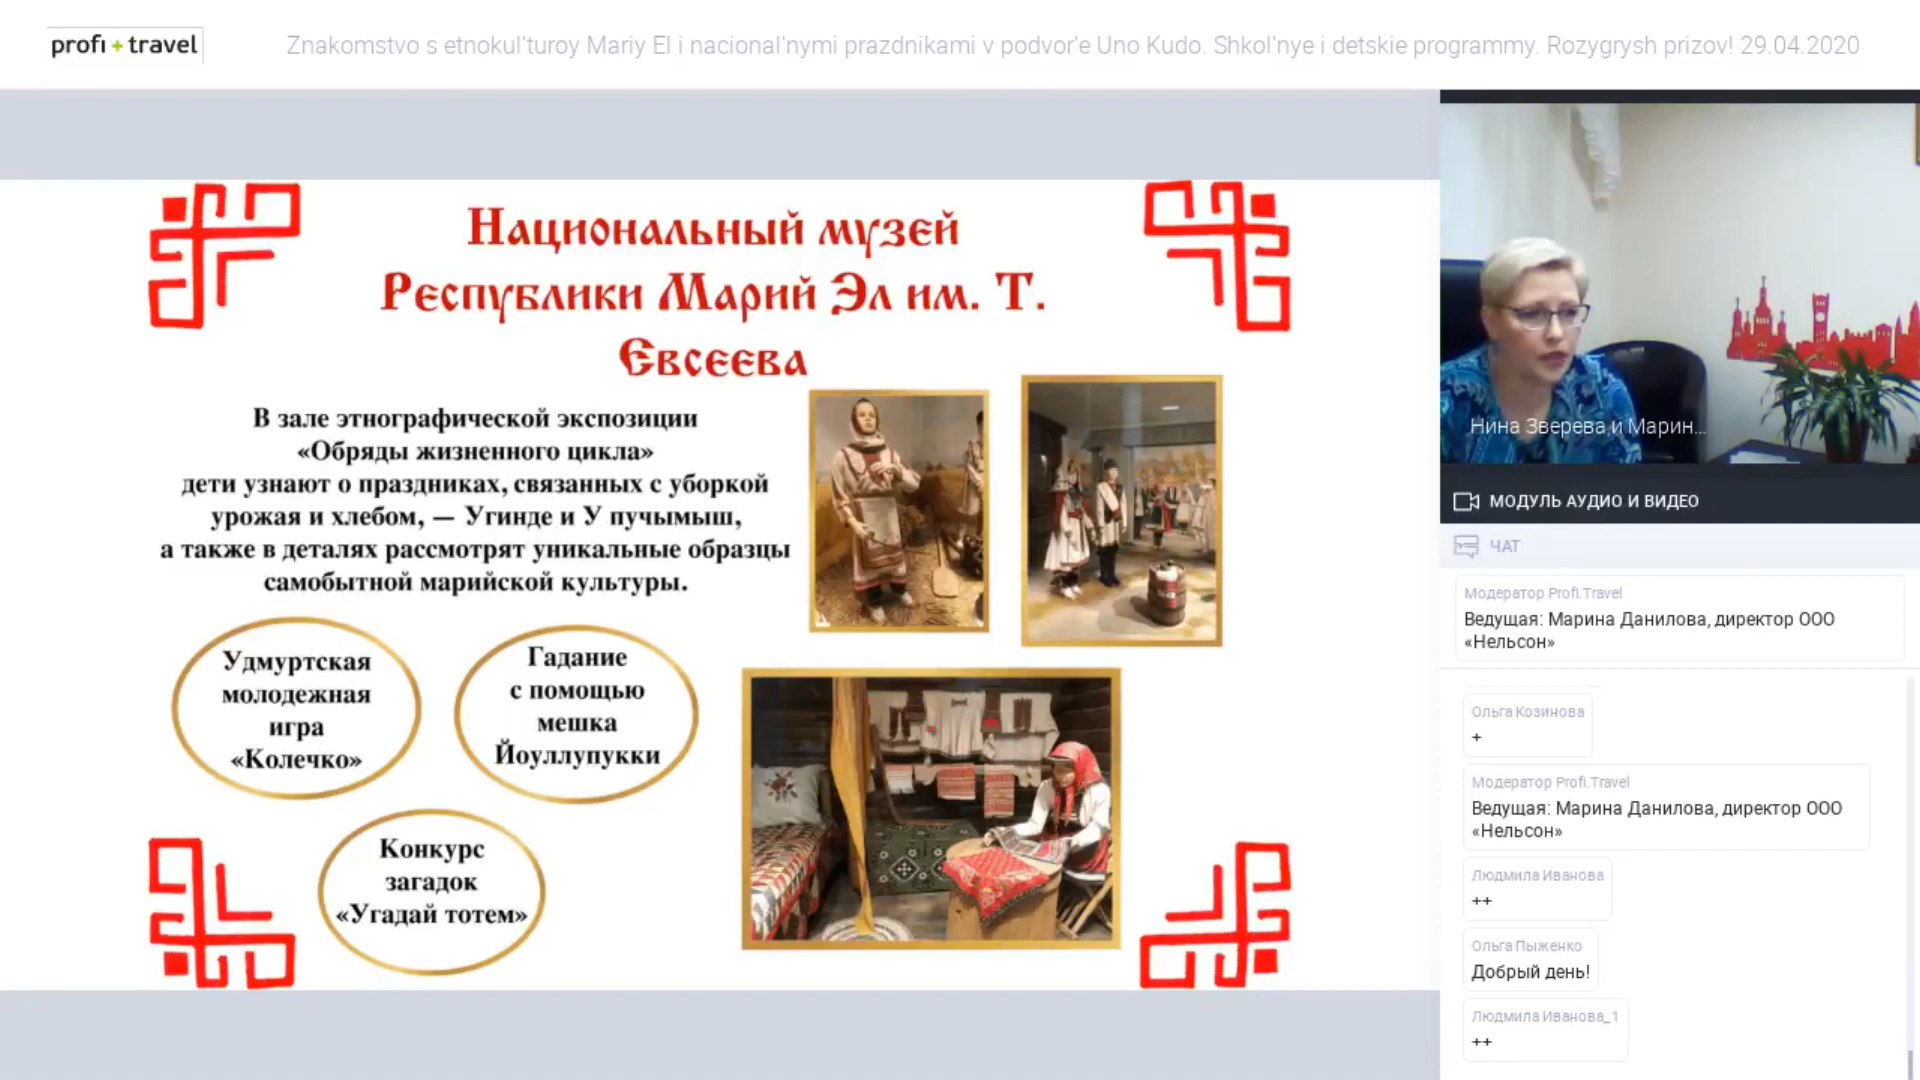 profi + travel
Znakomstvo s etnokul'turoy Mariy El i nacional'nymi prazdnikami v podvor'e Uno Kudo. Shkol'nye i detskie programmy. Rozygrysh prizov! 29.04.2020
Национальный музей
Республики Марий Эл им. Т.
Евсеева
В зале этнографической экспозиции
«Обряды жизненного цикла»
дети узнают о праздниках, связанных с уборкой
урожая и хлебом, — Угинде и У пучымыш,
а также в деталях рассмотрят уникальные образцы
самобытной марийской культуры.
Удмуртская
молодежная
игра
«Колечко»
Гадание
с помощью
мешка
Йоуллупукки
Конкурс
загадок
«Угадай тотем»
Нина Зверева и Марин...
МОДУЛЬ АУДИО И ВИДЕО
ЧАТ
Модератор Profi.Travel
Ведущая: Марина Данилова, директор ООО
«Нельсон»
Ольга Козинова
+
Модератор Profi.Travel
Ведущая: Марина Данилова, директор ООО
«Нельсон»
Людмила Иванова
++
Ольга Пыженко
Добрый день!
Людмила Иванова_1
++